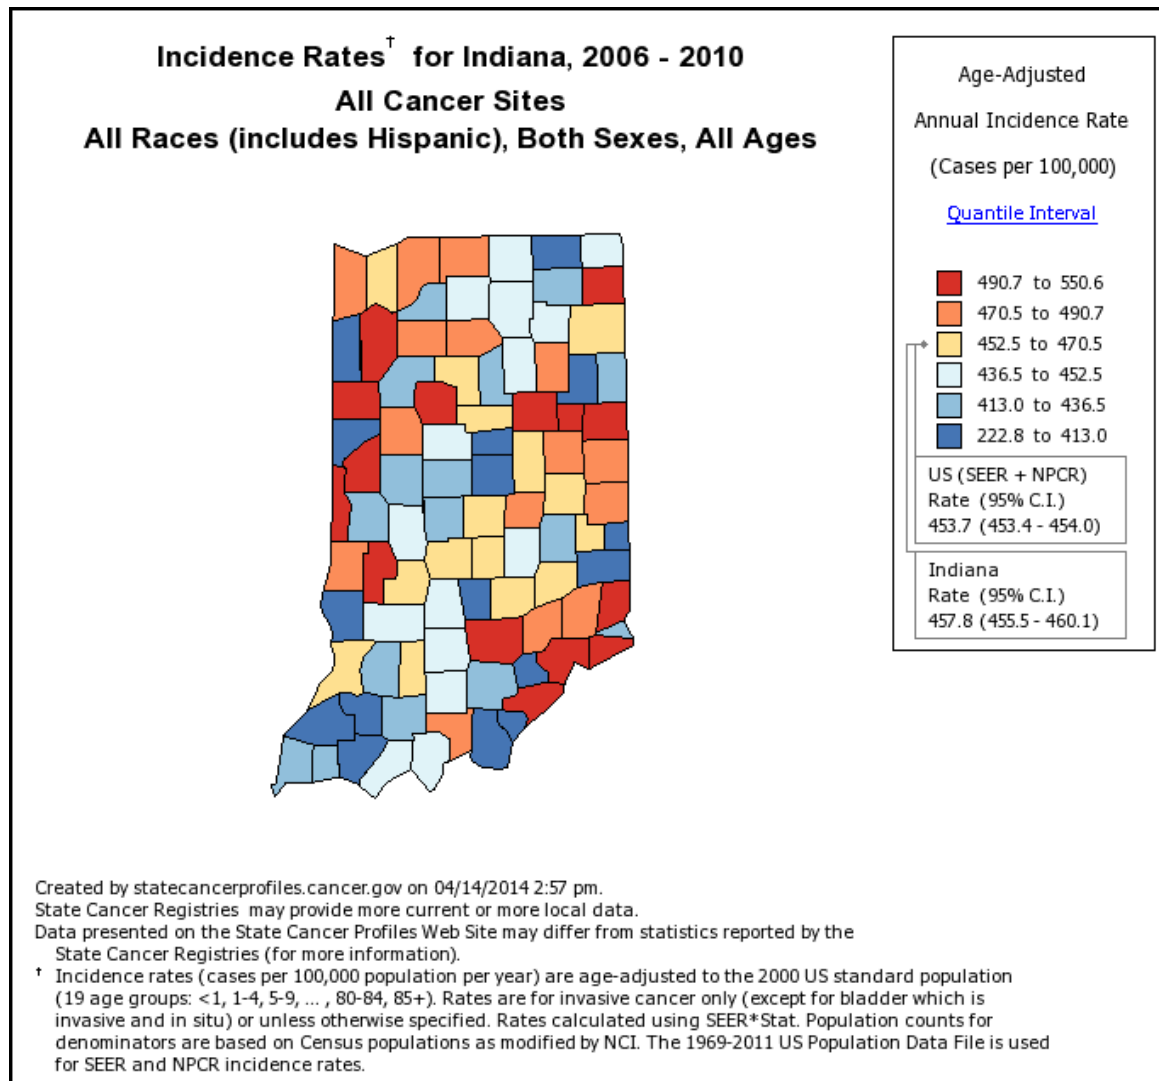 Incidence Rates† for Indiana, 2006 - 2010
All Cancer Sites
All Races (includes Hispanic), Both Sexes, All Ages
Age-Adjusted
Annual Incidence Rate
(Cases per 100,000)
Quantile Interval
490.7 to 550.6
470.5 to 490.7
452.5 to 470.5
436.5 to 452.5
413.0 to 436.5
222.8 to 413.0
US (SEER + NPCR)
Rate (95% C.I.)
453.7 (453.4 - 454.0)
Indiana
Rate (95% C.I.)
457.8 (455.5 - 460.1)
Created by statecancerprofiles.cancer.gov on 04/14/2014 2:57 pm.
State Cancer Registries may provide more current or more local data.
Data presented on the State Cancer Profiles Web Site may differ from statistics reported by the
State Cancer Registries (for more information).
† Incidence rates (cases per 100,000 population per year) are age-adjusted to the 2000 US standard population
(19 age groups: <1, 1-4, 5-9, ... , 80-84, 85+). Rates are for invasive cancer only (except for bladder which is
invasive and in situ) or unless otherwise specified. Rates calculated using SEER*Stat. Population counts for
denominators are based on Census populations as modified by NCI. The 1969-2011 US Population Data File is used
for SEER and NPCR incidence rates.